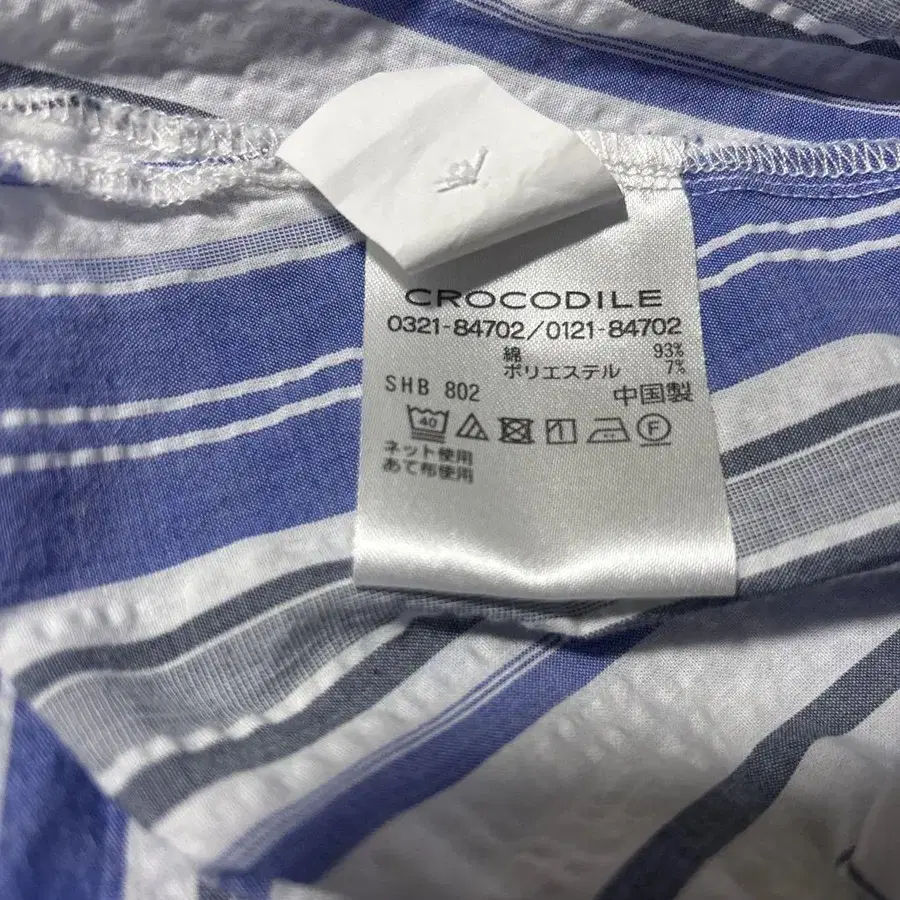 CROCODILE
0321-84702/0121-84702
綿 93%
ポリエステル 7%
SHB 802 中国製
40 F
ネット使用
あて布使用